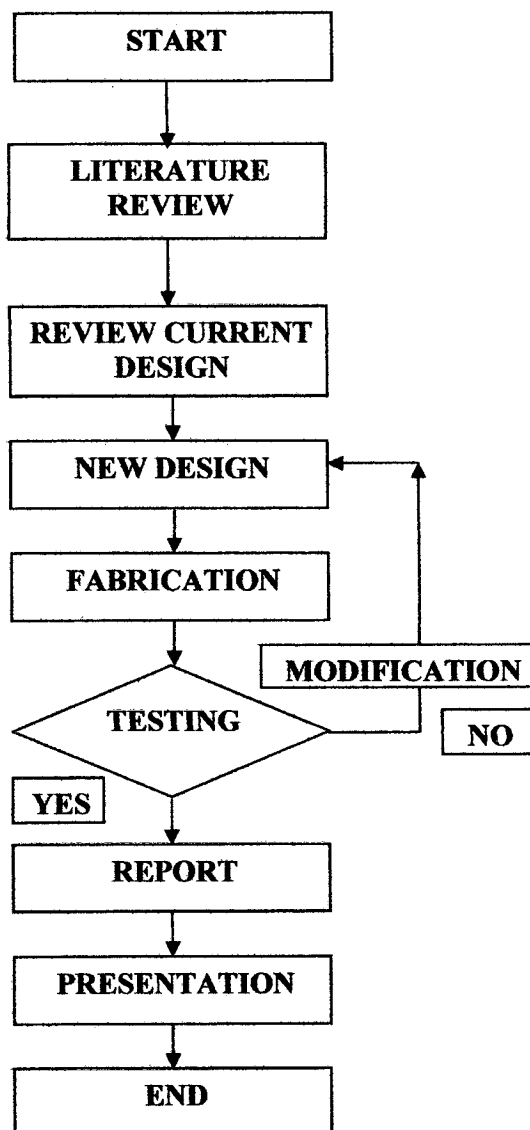 START
LITERATURE
REVIEW
REVIEW CURRENT
DESIGN
NEW DESIGN
FABRICATION
MODIFICATION
TESTING
NO
YES
REPORT
PRESENTATION
END